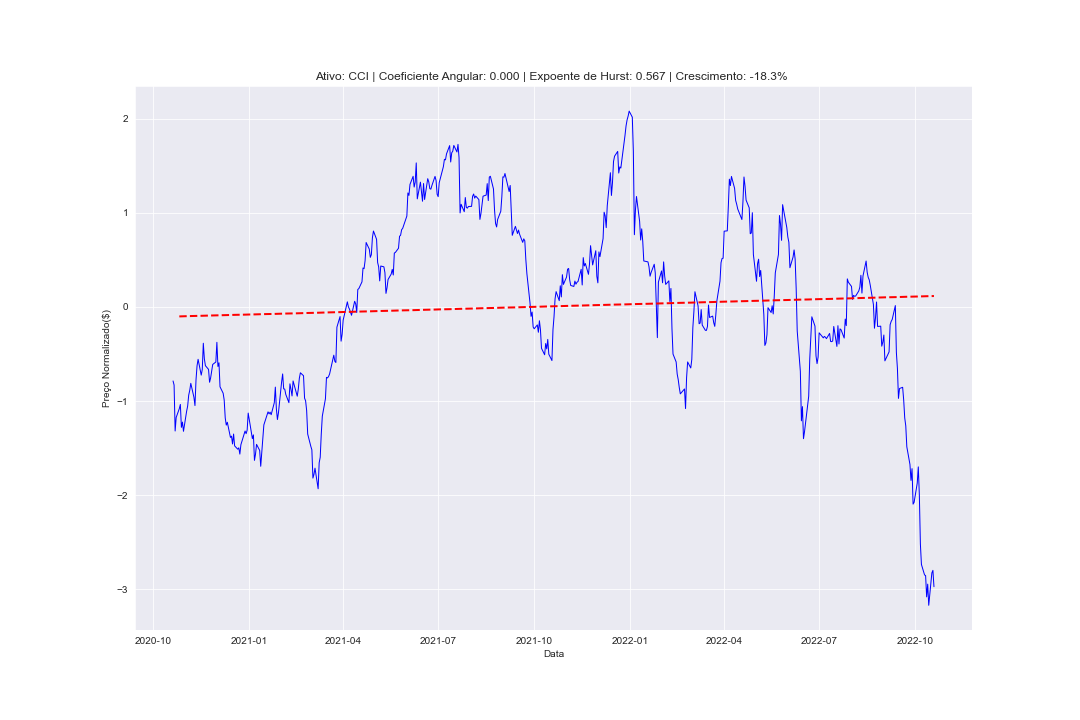 Ativo: CCI | Coeficiente Angular: 0.000 | Expoente de Hurst: 0.567 | Crescimento: -18.3%
Preço Normalizado($)
2
1
0
−1
−2
−3
2020-10 2021-01 2021-04 2021-07 2021-10 2022-01 2022-04 2022-07 2022-10
Data